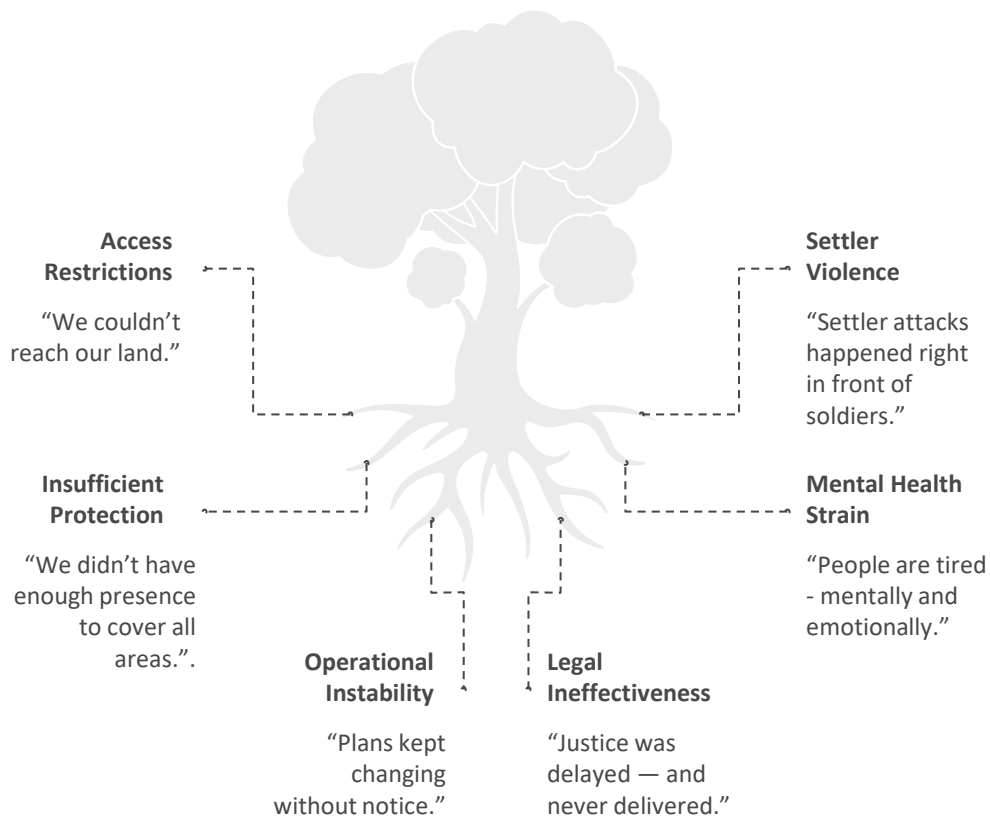 Access
Restrictions
“We couldn’t
reach our land.”
Insufficient
Protection
“We didn’t have
enough presence
to cover all
areas.”.
Operational
Instability
“Plans kept
changing
without notice.”
Legal
Ineffectiveness
“Justice was
delayed — and
never delivered.”
Settler
Violence
“Settler attacks
happened right
in front of
soldiers.”
Mental Health
Strain
“People are tired
- mentally and
emotionally.”